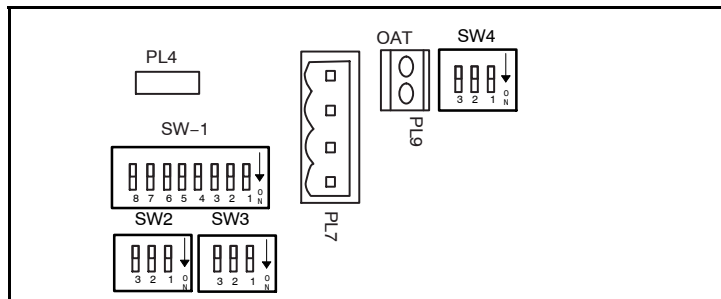 PL4
OAT
SW4
3 2 1 ON
PL9
SW-1
8 7 6 5 4 3 2 1 ON
PL7
SW2 SW3
3 2 1 ON 3 2 1 ON